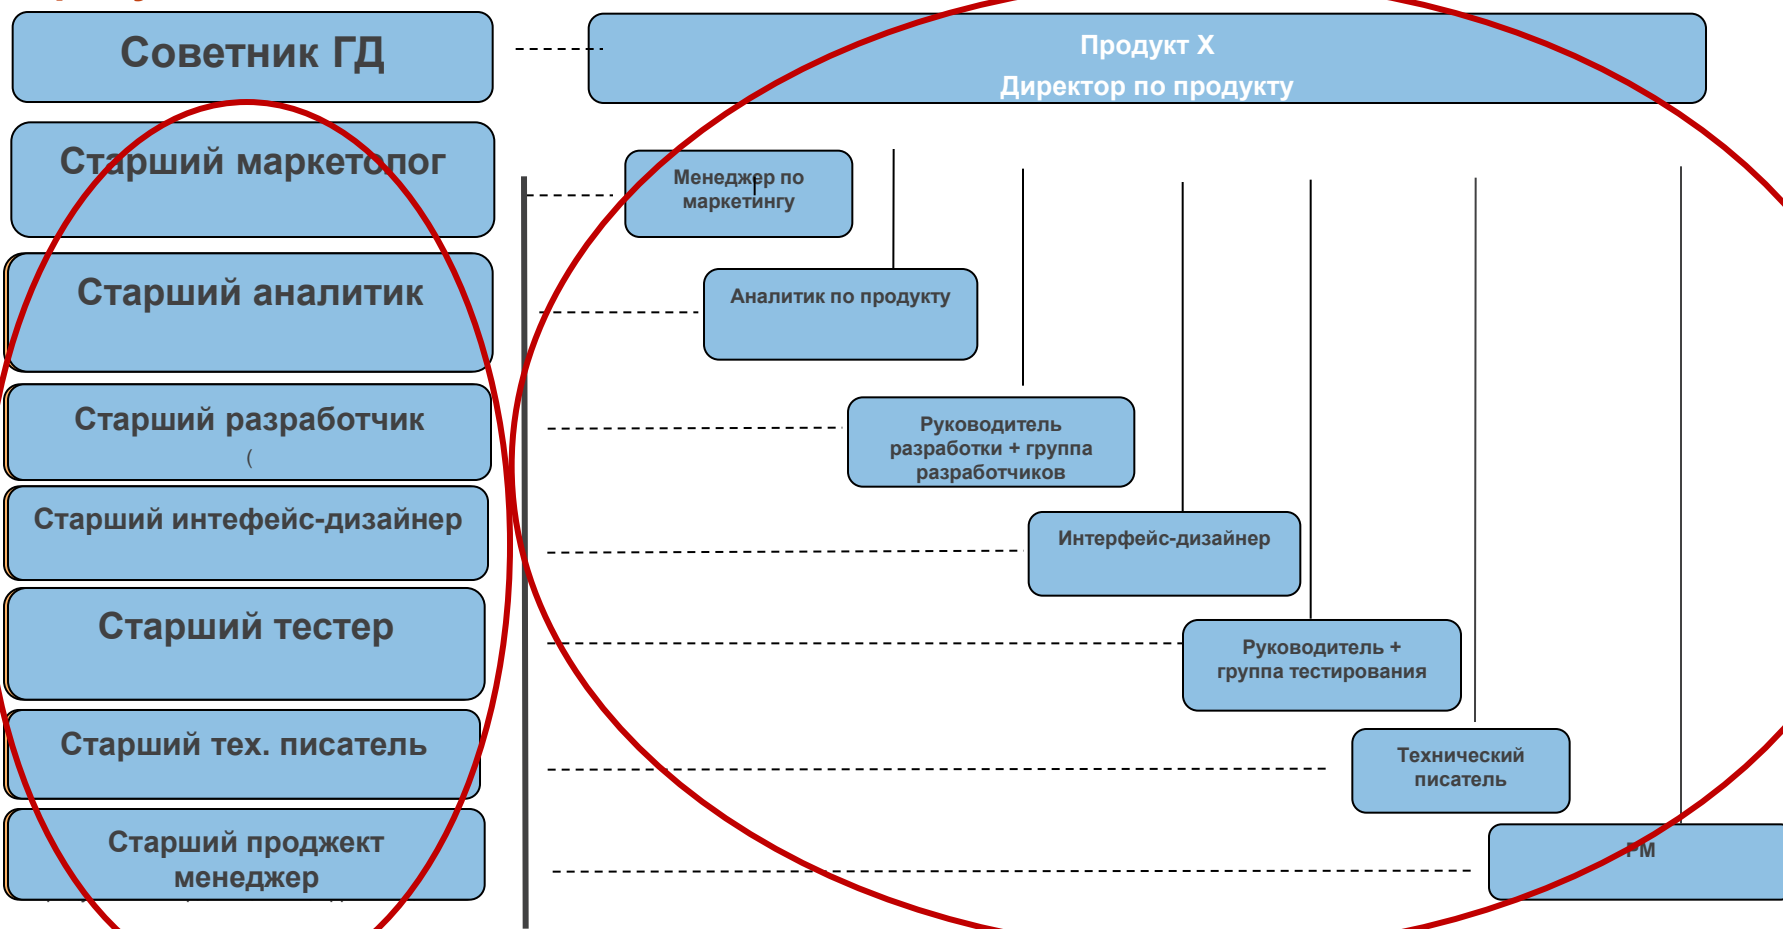 Советник ГД
Продукт X
Директор по продукту
Старший маркетолог
Менеджер по
маркетингу
Старший аналитик
Аналитик по продукту
Старший разработчик
(
Руководитель
разработки + группа
разработчиков
Старший интефейс-дизайнер
Интерфейс-дизайнер
Старший тестер
Руководитель +
группа тестирования
Старший тех. писатель
Технический
писатель
Старший проджект
менеджер
PM